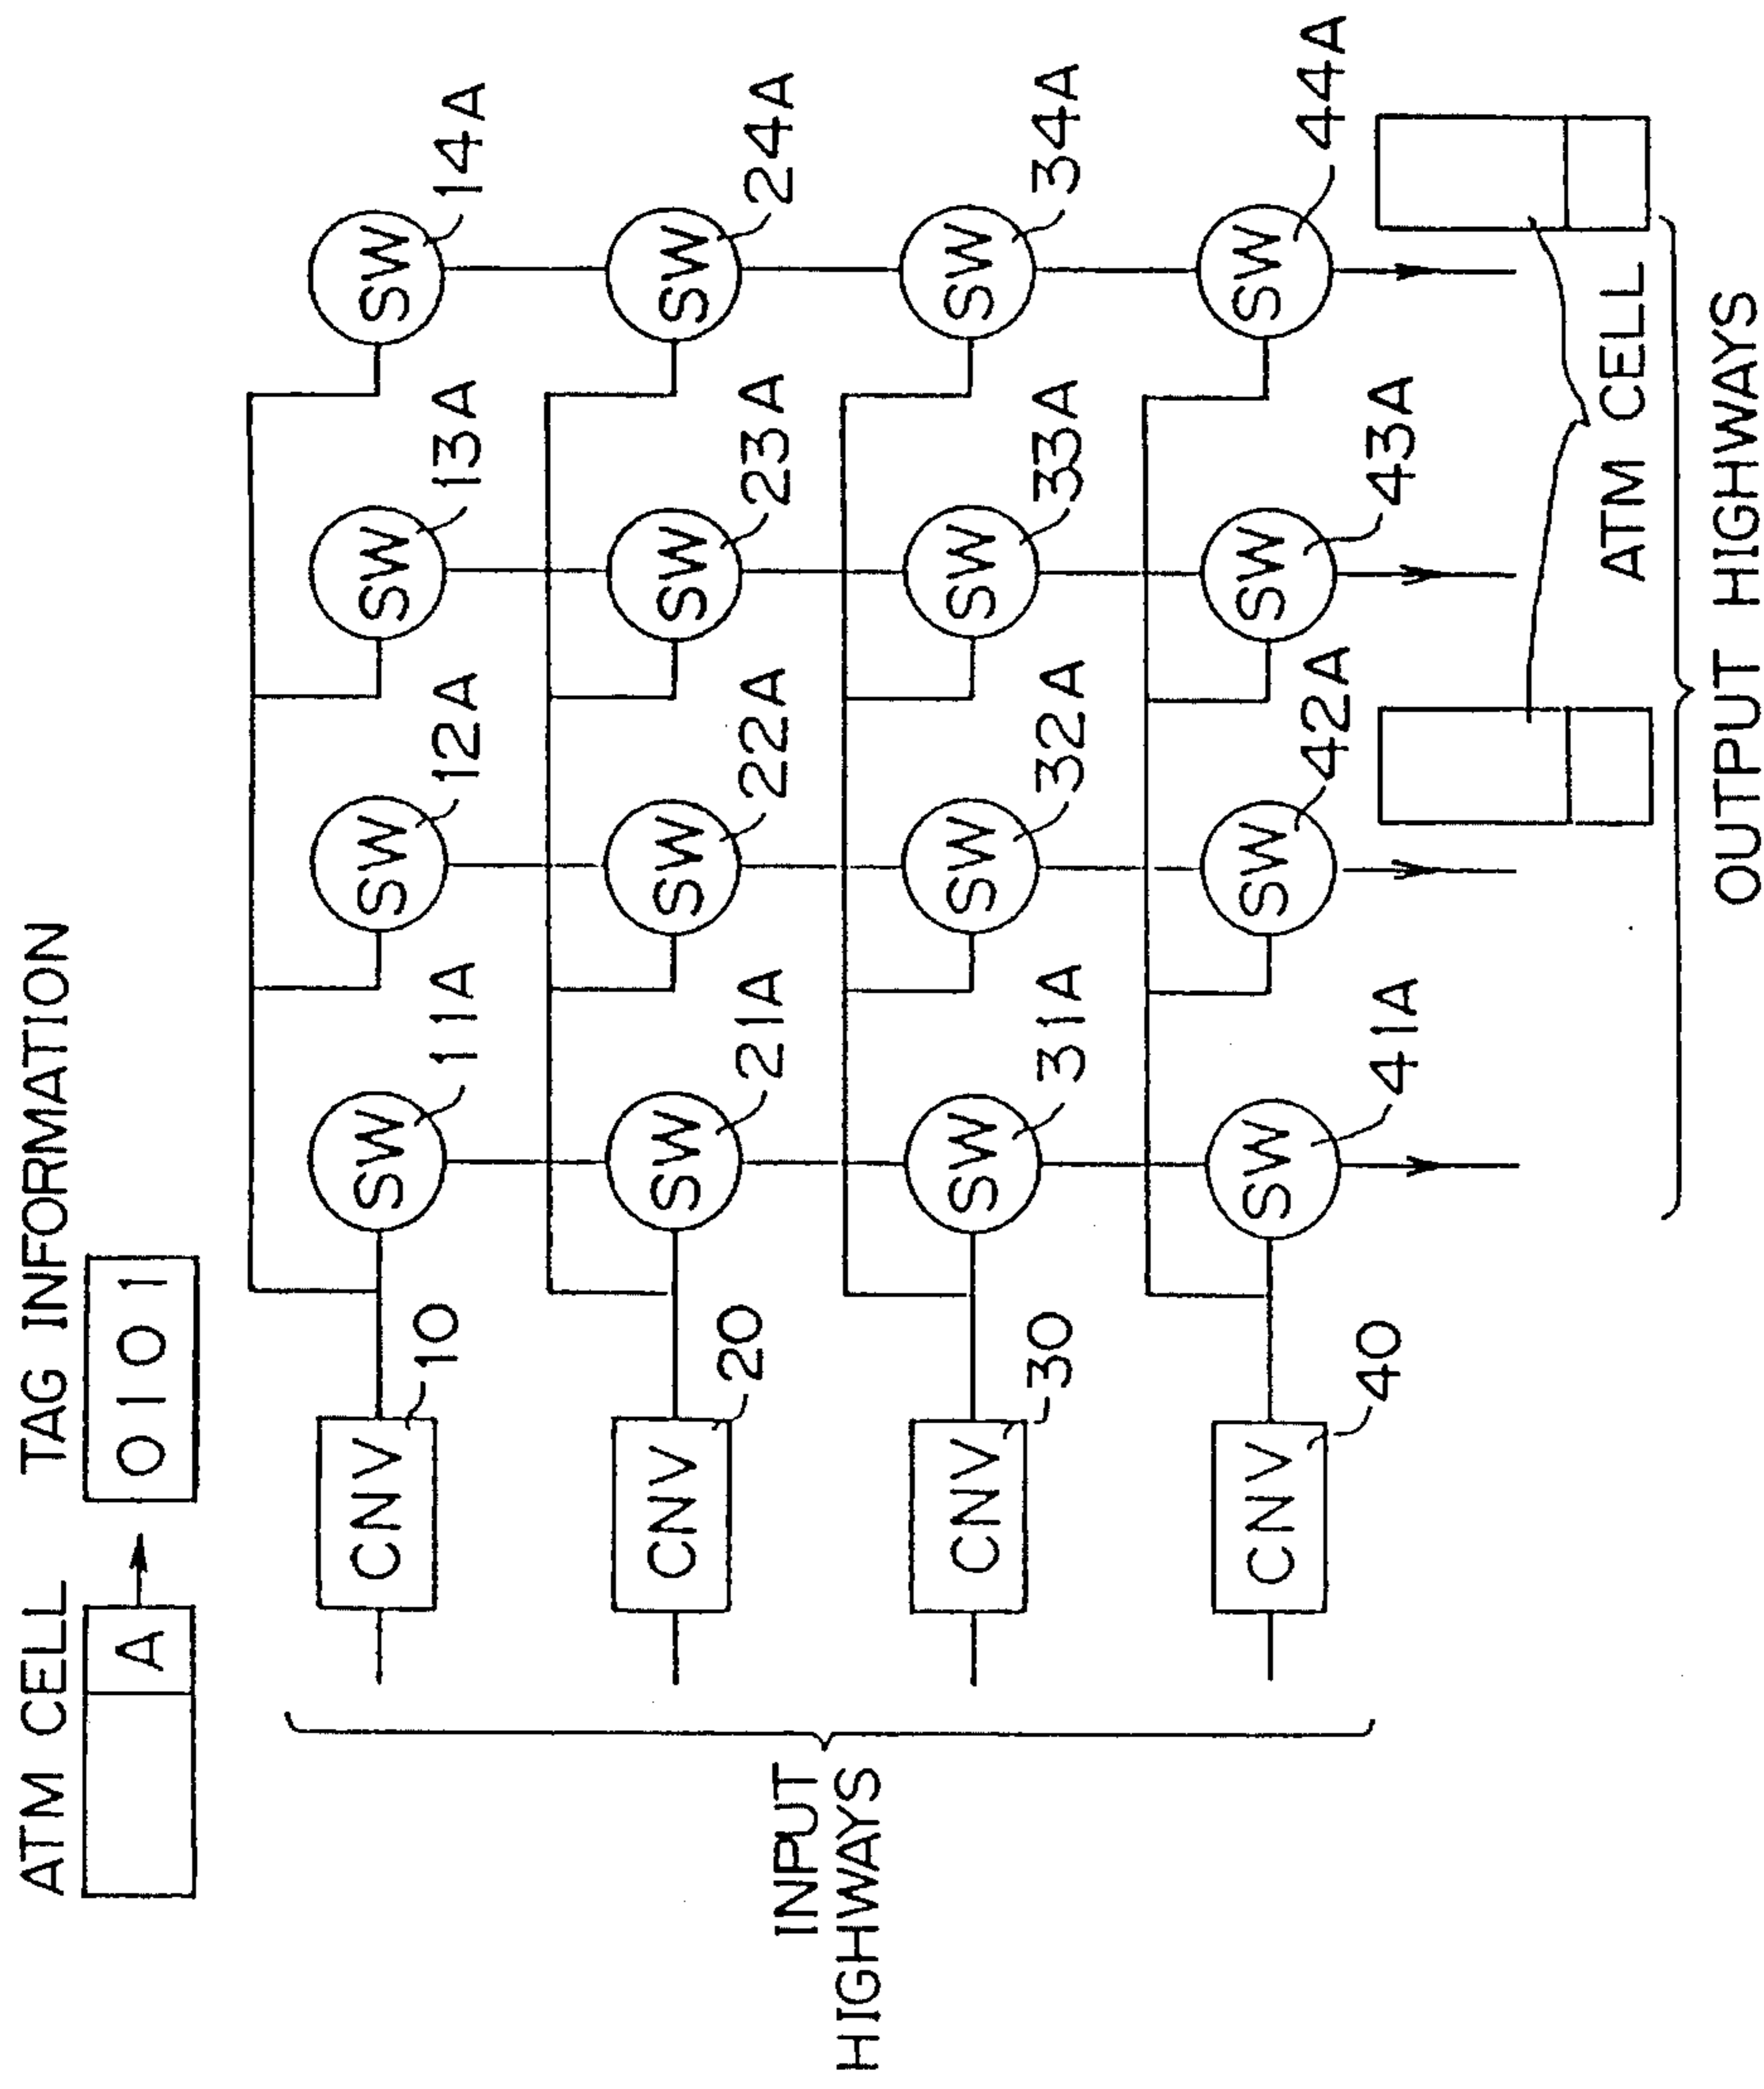 ATM CELL TAG INFORMATION
A 0101
CNV SW SW SW SW
10 11A 12A 13A 14A
CNV SW SW SW SW
20 21A 22A 23A 24A
INPUT
HIGHWAYS
CNV SW SW SW SW
30 31A 32A 33A 34A
CNV SW SW SW SW
40 41A 42A 43A 44A
ATM CELL
OUTPUT HIGHWAYS